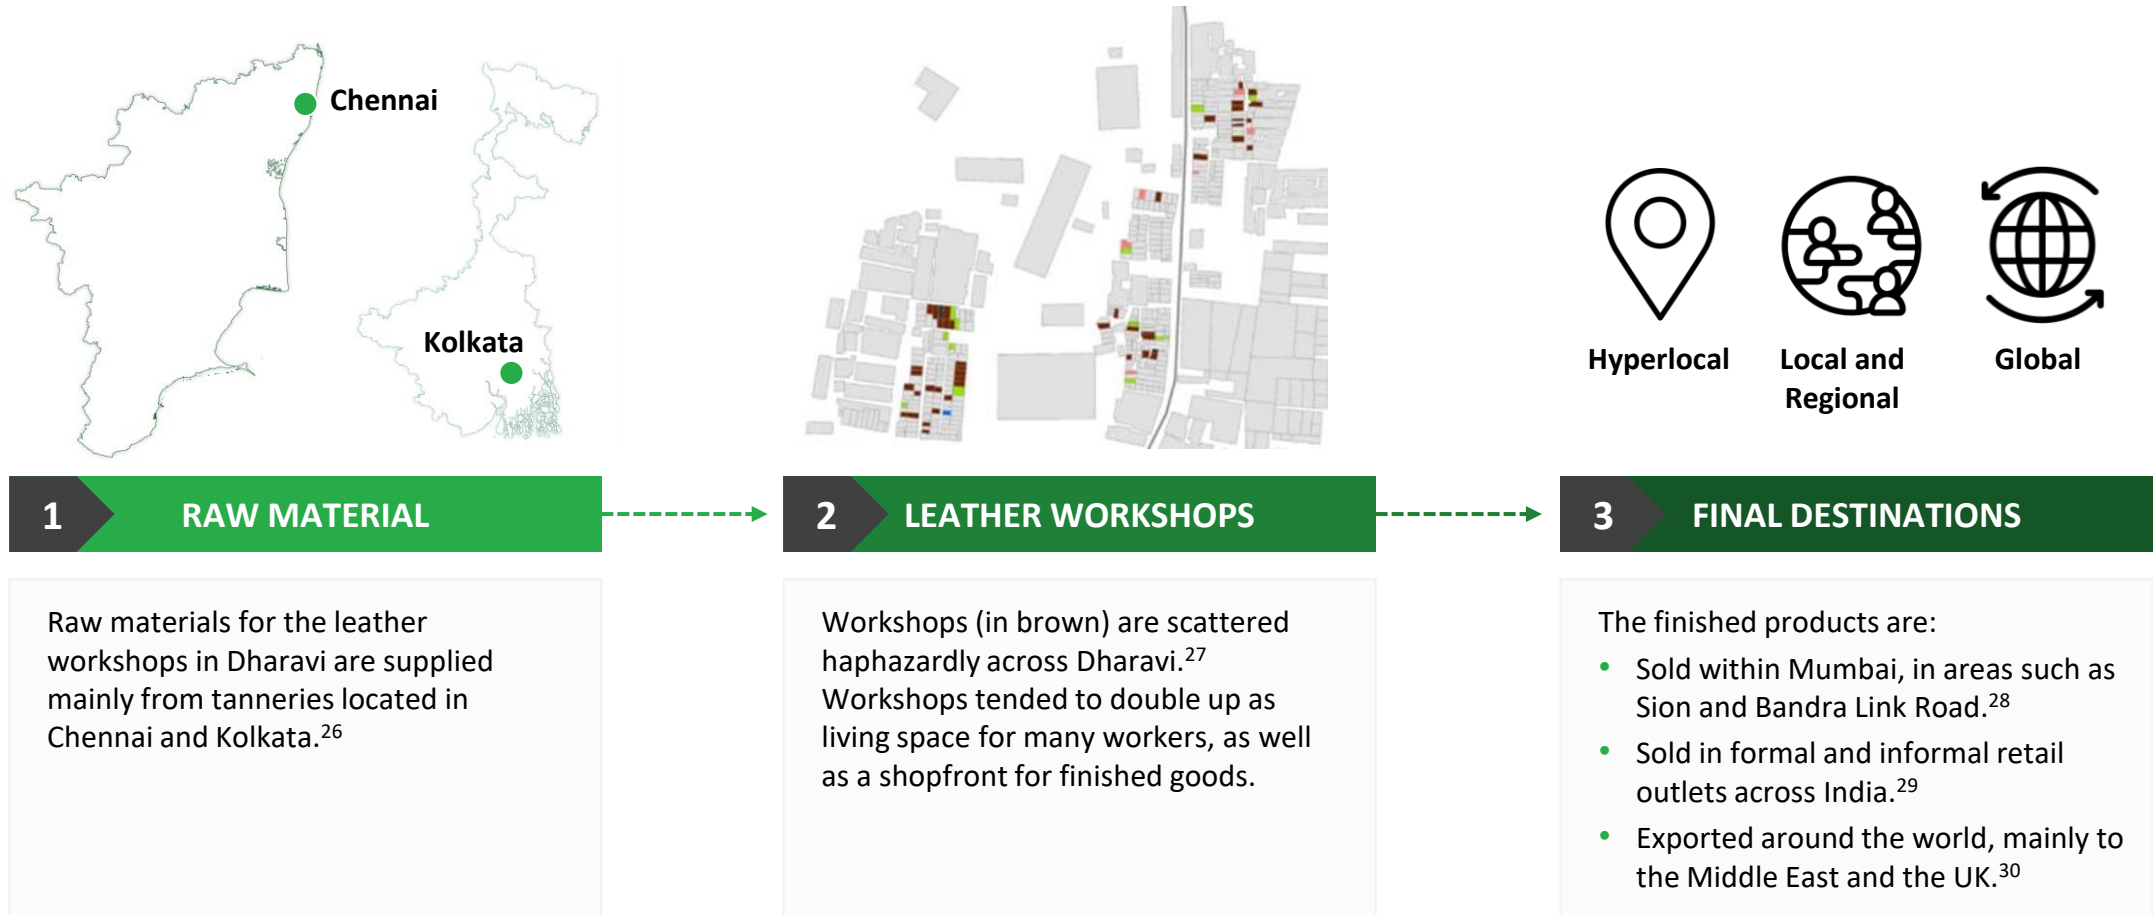 Chennai
Kolkata
Hyperlocal
Local and
Regional
Global
1
RAW MATERIAL
2
LEATHER WORKSHOPS
3
FINAL DESTINATIONS
Raw materials for the leather
workshops in Dharavi are supplied
mainly from tanneries located in
Chennai and Kolkata.26
Workshops (in brown) are scattered
haphazardly across Dharavi.27
Workshops tended to double up as
living space for many workers, as well
as a shopfront for finished goods.
The finished products are:
• Sold within Mumbai, in areas such as
Sion and Bandra Link Road.28
• Sold in formal and informal retail
outlets across India.29
• Exported around the world, mainly to
the Middle East and the UK.30